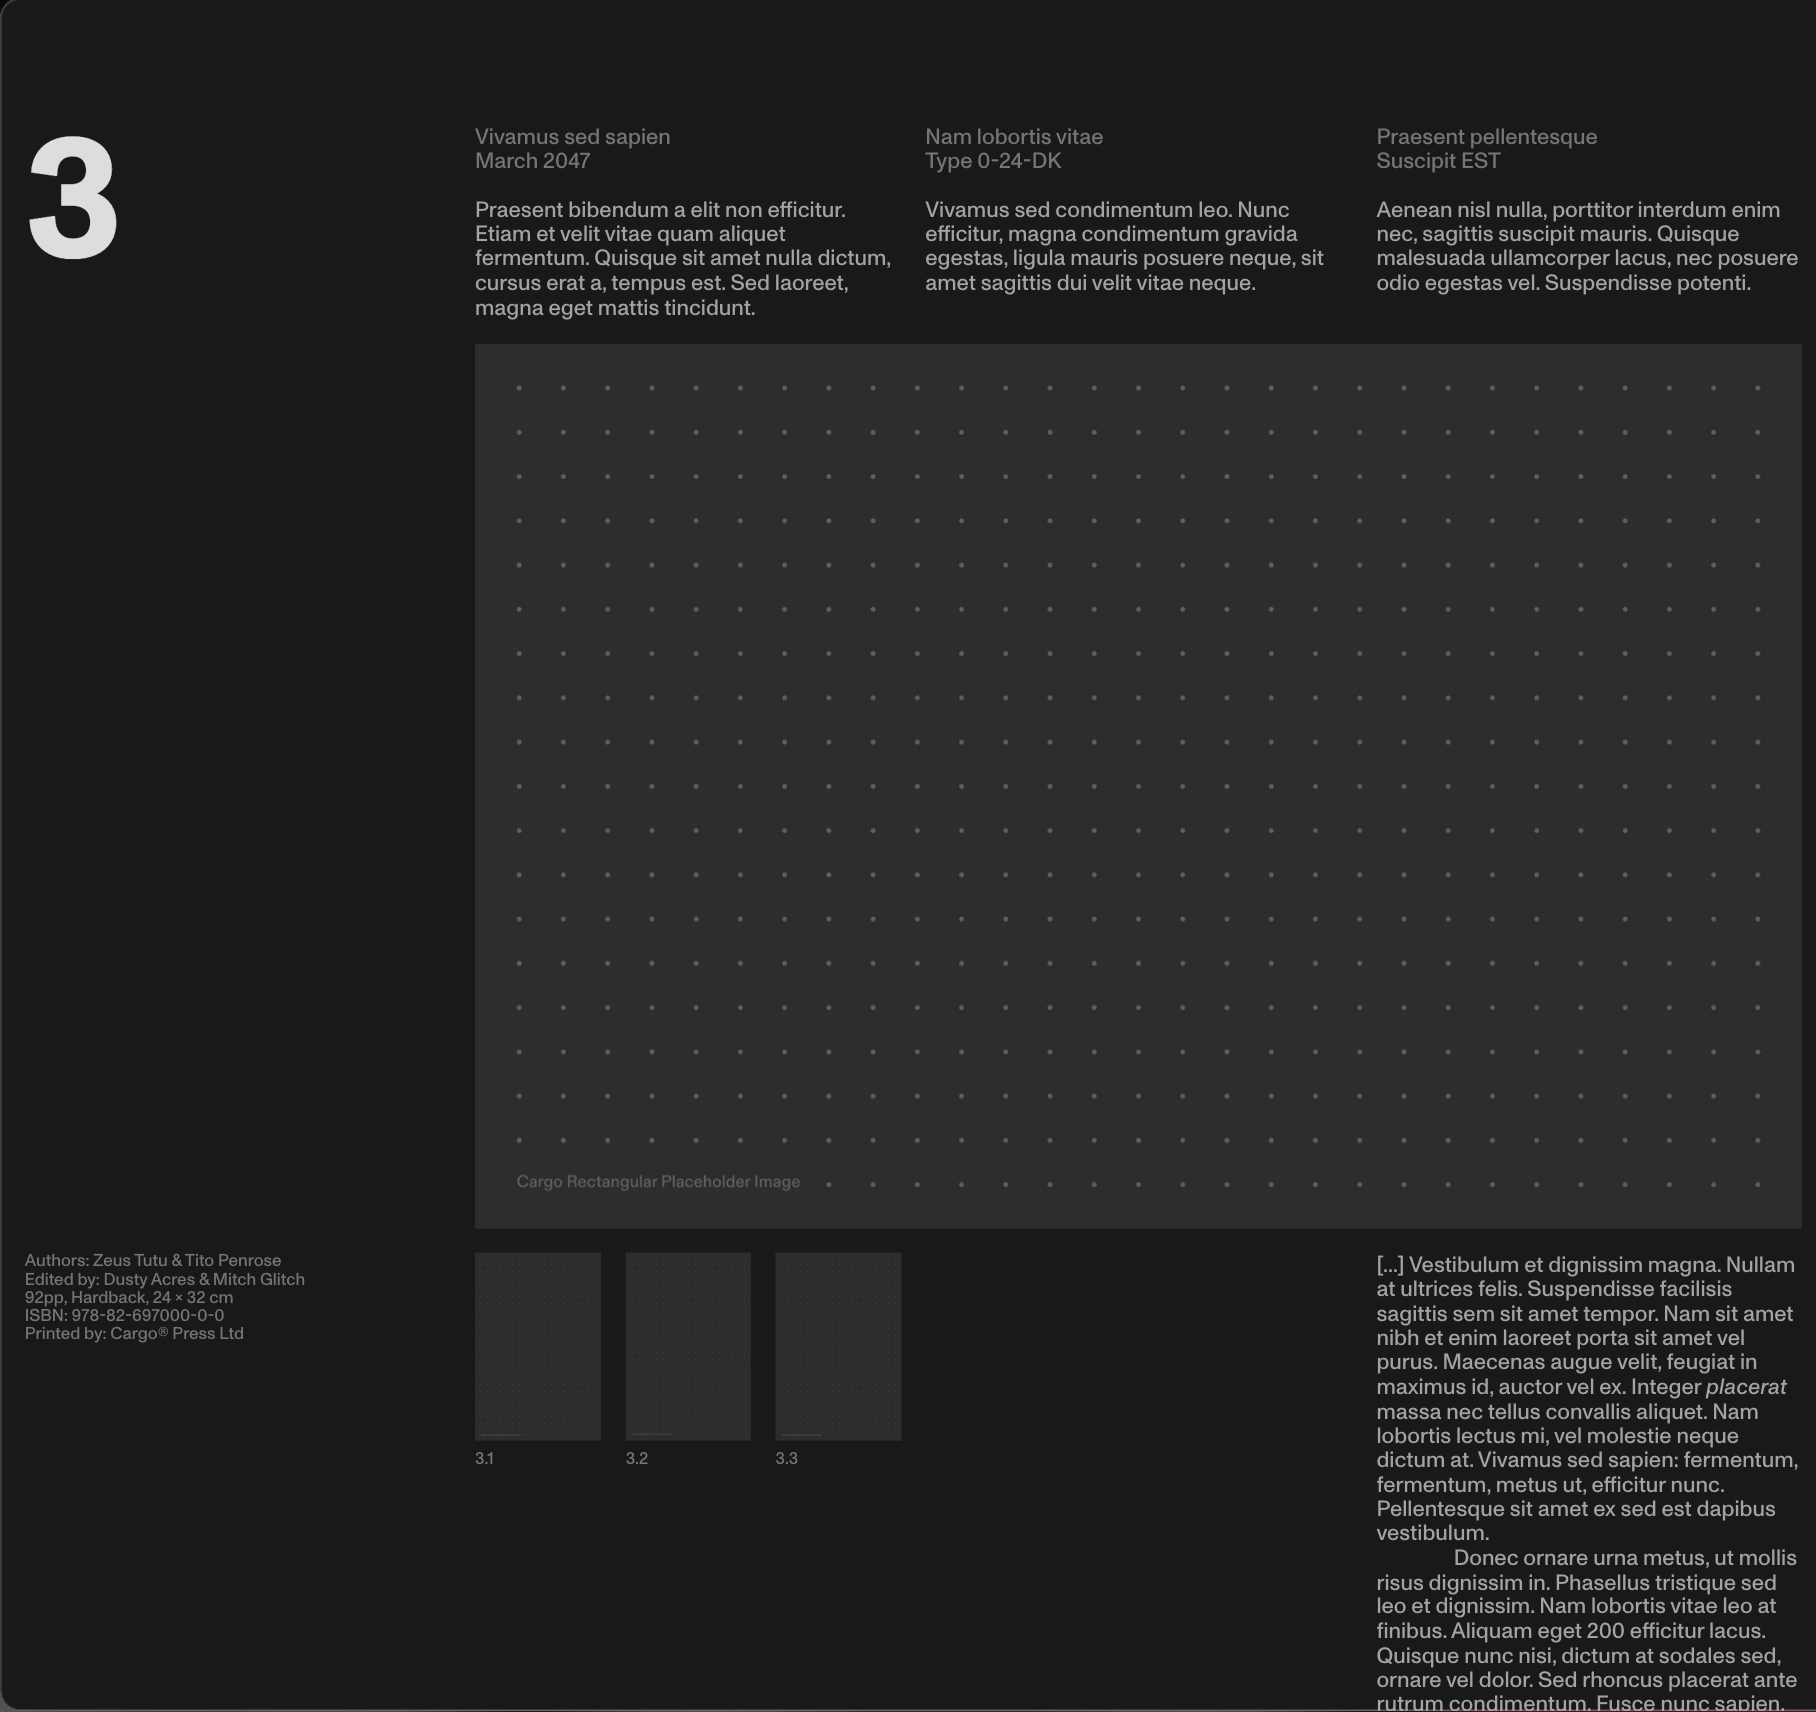 3
Vivamus sed sapien
March 2047
Praesent bibendum a elit non efficitur.
Etiam et velit vitae quam aliquet
fermentum. Quisque sit amet nulla dictum,
cursus erat a, tempus est. Sed laoreet,
magna eget mattis tincidunt.
Nam lobortis vitae
Type 0-24-DK
Vivamus sed condimentum leo. Nunc
efficitur, magna condimentum gravida
egestas, ligula mauris posuere neque, sit
amet sagittis dui velit vitae neque.
Praesent pellentesque
Suscipit EST
Aenean nisl nulla, porttitor interdum enim
nec, sagittis suscipit mauris. Quisque
malesuada ullamcorper lacus, nec posuere
odio egestas vel. Suspendisse potenti.
Cargo Rectangular Placeholder Image
Authors: Zeus Tutu & Tito Penrose
Edited by: Dusty Acres & Mitch Glitch
92pp, Hardback, 24 × 32 cm
ISBN: 978-82-697000-0-0
Printed by: Cargo® Press Ltd
3.1
3.2
3.3
[...] Vestibulum et dignissim magna. Nullam
at ultrices felis. Suspendisse facilisis
sagittis sem sit amet tempor. Nam sit amet
nibh et enim laoreet porta sit amet vel
purus. Maecenas augue velit, feugiat in
maximus id, auctor vel ex. Integer placerat
massa nec tellus convallis aliquet. Nam
lobortis lectus mi, vel molestie neque
dictum at. Vivamus sed sapien: fermentum,
fermentum, metus ut, efficitur nunc.
Pellentesque sit amet ex sed est dapibus
vestibulum.
Donec ornare urna metus, ut mollis
risus dignissim in. Phasellus tristique sed
leo et dignissim. Nam lobortis vitae leo at
finibus. Aliquam eget 200 efficitur lacus.
Quisque nunc nisi, dictum at sodales sed,
ornare vel dolor. Sed rhoncus placerat ante
rutrum condimentum. Fusce nunc sapien,